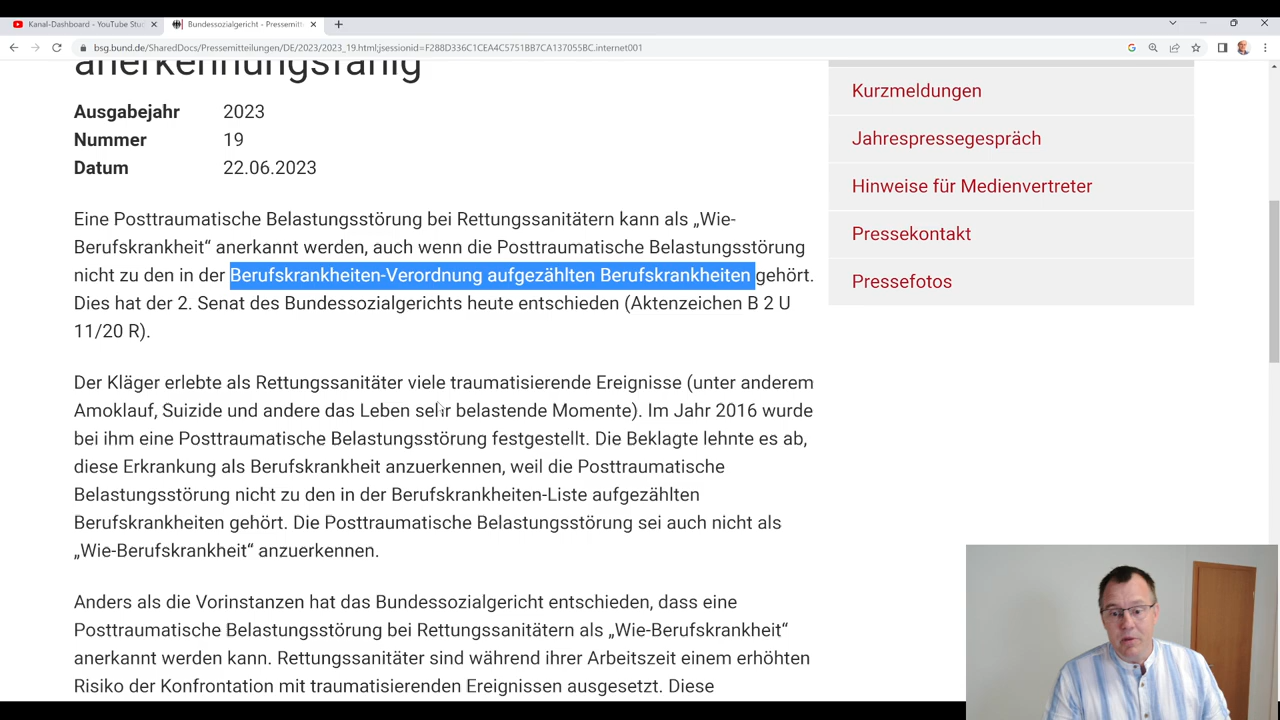 Kanal-Dashboard - YouTube Stu
Bundessozialgericht - Pressemitt
bsg.bund.de/SharedDocs/Pressemitteilungen/DE/2023/2023_19.html;jsessionid=F288D336C1CEA4C5751BB7CA137055BC.internet001
anerkennungsfähig
Ausgabejahr 2023
Nummer 19
Datum 22.06.2023
Eine Posttraumatische Belastungsstörung bei Rettungssanitätern kann als „Wie-
Berufskrankheit“ anerkannt werden, auch wenn die Posttraumatische Belastungsstörung
nicht zu den in der Berufskrankheiten-Verordnung aufgezählten Berufskrankheiten gehört.
Dies hat der 2. Senat des Bundessozialgerichts heute entschieden (Aktenzeichen B 2 U
11/20 R).
Der Kläger erlebte als Rettungssanitäter viele traumatisierende Ereignisse (unter anderem
Amoklauf, Suizide und andere das Leben sehr belastende Momente). Im Jahr 2016 wurde
bei ihm eine Posttraumatische Belastungsstörung festgestellt. Die Beklagte lehnte es ab,
diese Erkrankung als Berufskrankheit anzuerkennen, weil die Posttraumatische
Belastungsstörung nicht zu den in der Berufskrankheiten-Liste aufgezählten
Berufskrankheiten gehört. Die Posttraumatische Belastungsstörung sei auch nicht als
„Wie-Berufskrankheit“ anzuerkennen.
Anders als die Vorinstanzen hat das Bundessozialgericht entschieden, dass eine
Posttraumatische Belastungsstörung bei Rettungssanitätern als „Wie-Berufskrankheit“
anerkannt werden kann. Rettungssanitäter sind während ihrer Arbeitszeit einem erhöhten
Risiko der Konfrontation mit traumatisierenden Ereignissen ausgesetzt. Diese
Kurzmeldungen
Jahrespressegespräch
Hinweise für Medienvertreter
Pressekontakt
Pressefotos